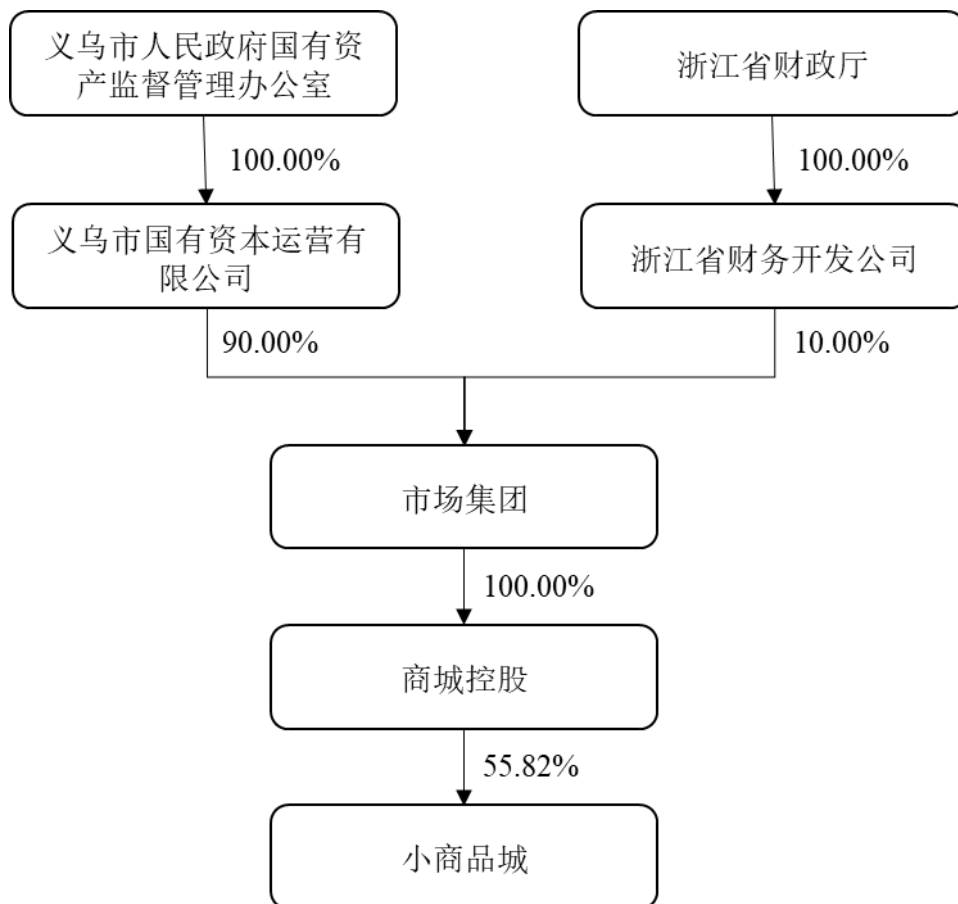 义乌市人民政府国有资
产监督管理办公室
浙江省财政厅
100.00%
100.00%
义乌市国有资本运营有
限公司
浙江省财务开发公司
90.00%
10.00%
市场集团
100.00%
商城控股
55.82%
小商品城